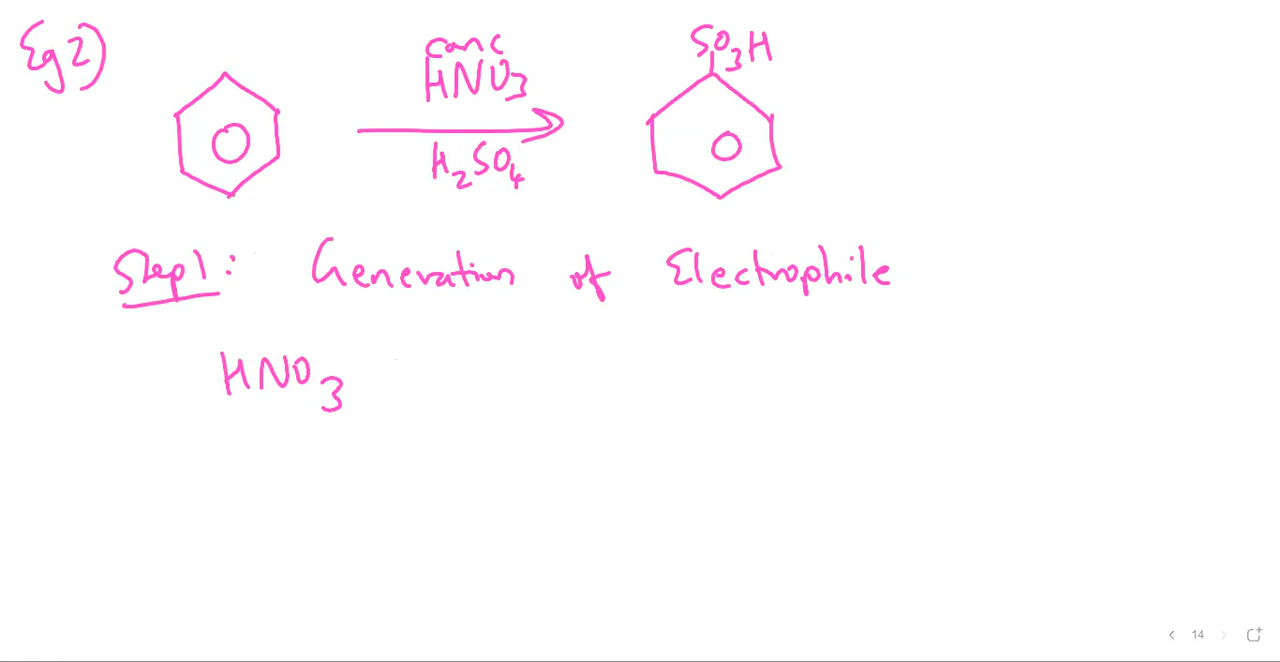 Eg 2)
conc
HNO3
H2SO4
SO3H
Step 1: Generation of Electrophile
HNO3
14